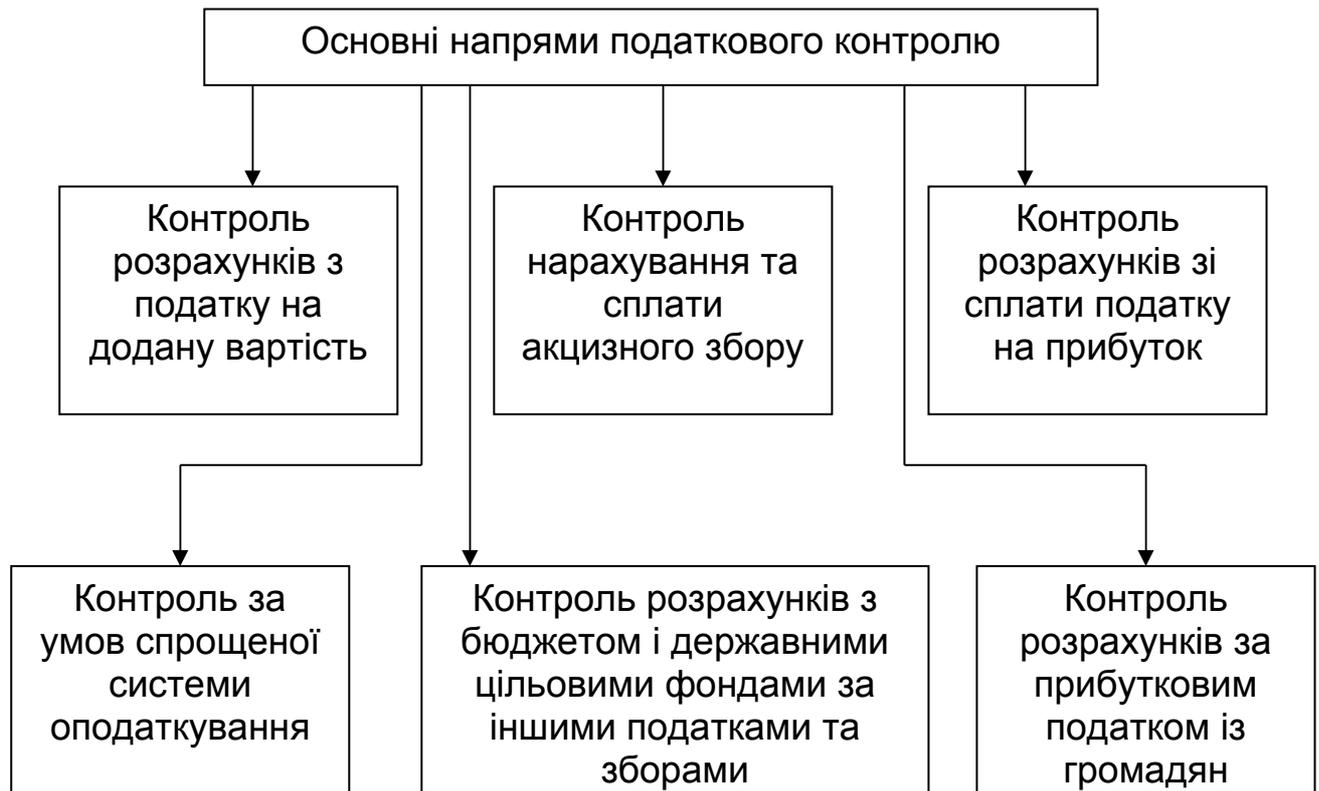 Основні напрями податкового контролю
Контроль
розрахунків з
податку на
додану вартість
Контроль
нарахування та
сплати
акцизного збору
Контроль
розрахунків зі
сплати податку
на прибуток
Контроль за
умов спрощеної
системи
оподаткування
Контроль розрахунків з
бюджетом і державними
цільовими фондами за
іншими податками та
зборами
Контроль
розрахунків за
прибутковим
податком із
громадян